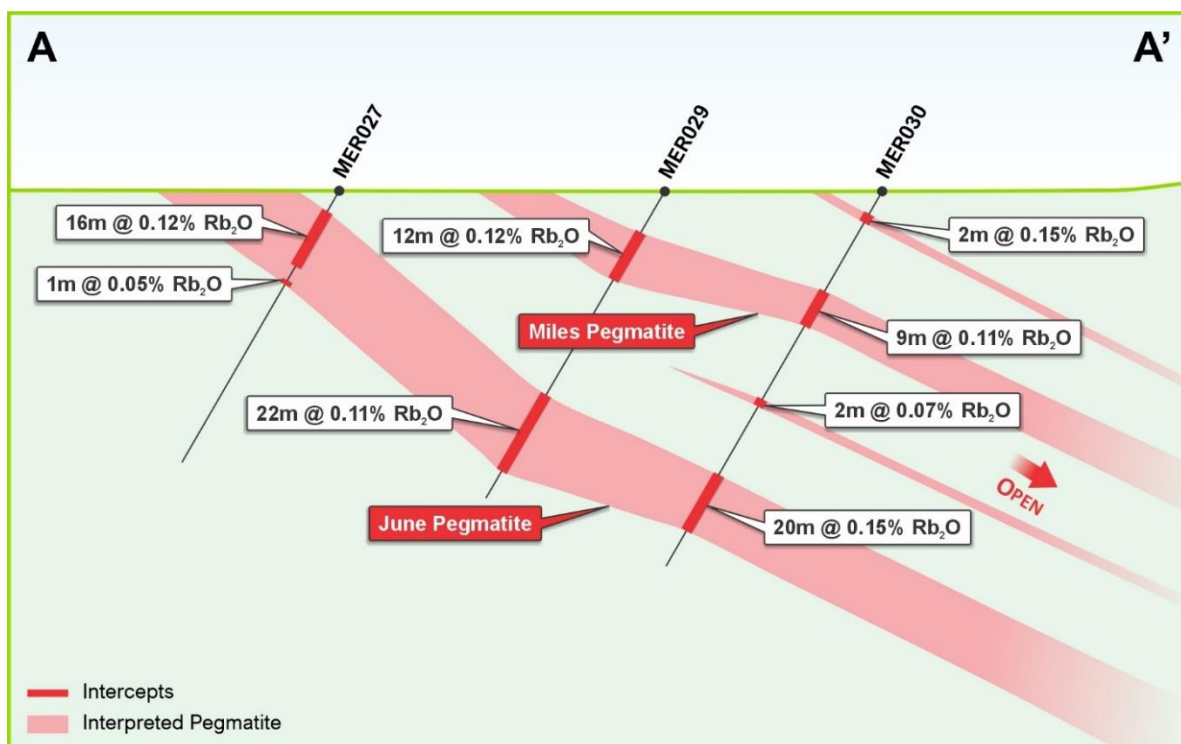 A
A’
MER027
MER029
MER030
16m @ 0.12% Rb₂O
12m @ 0.12% Rb₂O
2m @ 0.15% Rb₂O
1m @ 0.05% Rb₂O
Miles Pegmatite
9m @ 0.11% Rb₂O
22m @ 0.11% Rb₂O
2m @ 0.07% Rb₂O
OPEN
June Pegmatite
20m @ 0.15% Rb₂O
Intercepts
Interpreted Pegmatite